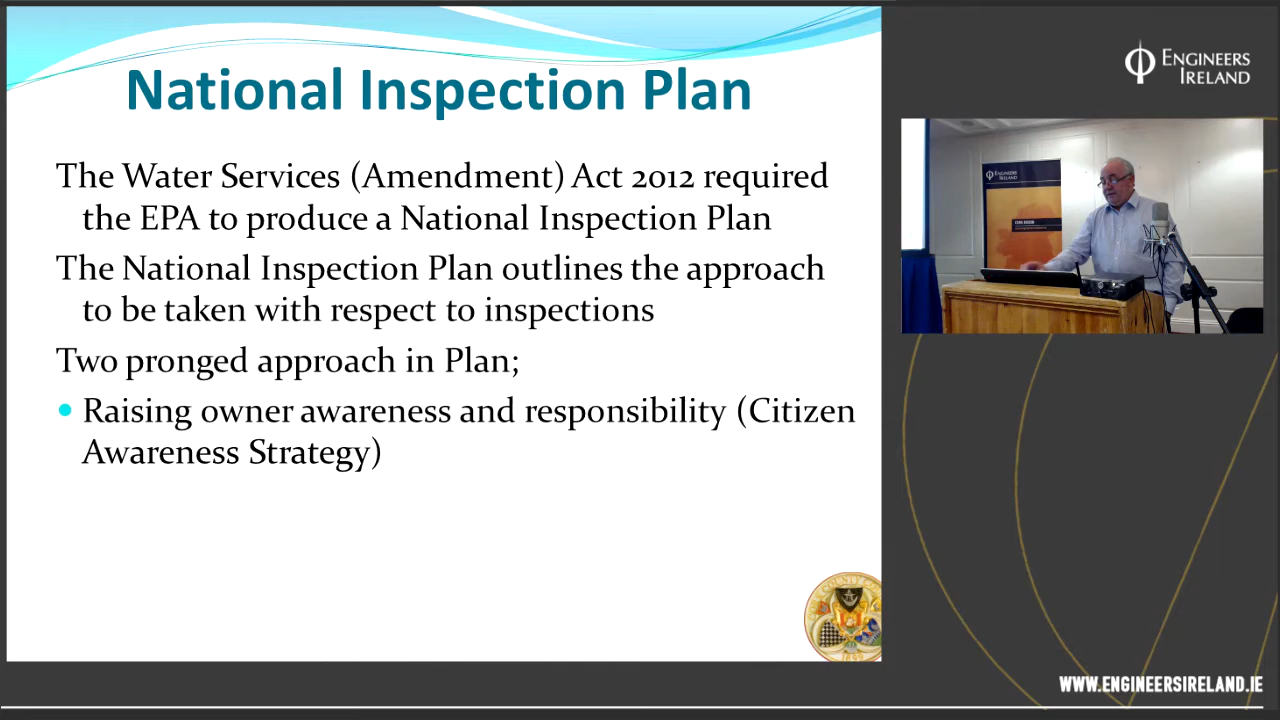 National Inspection Plan
The Water Services (Amendment) Act 2012 required
the EPA to produce a National Inspection Plan
The National Inspection Plan outlines the approach
to be taken with respect to inspections
Two pronged approach in Plan;
Raising owner awareness and responsibility (Citizen
Awareness Strategy)
ENGINEERS
IRELAND
ENGINEERS
IRELAND
WWW.ENGINEERSIRELAND.IE